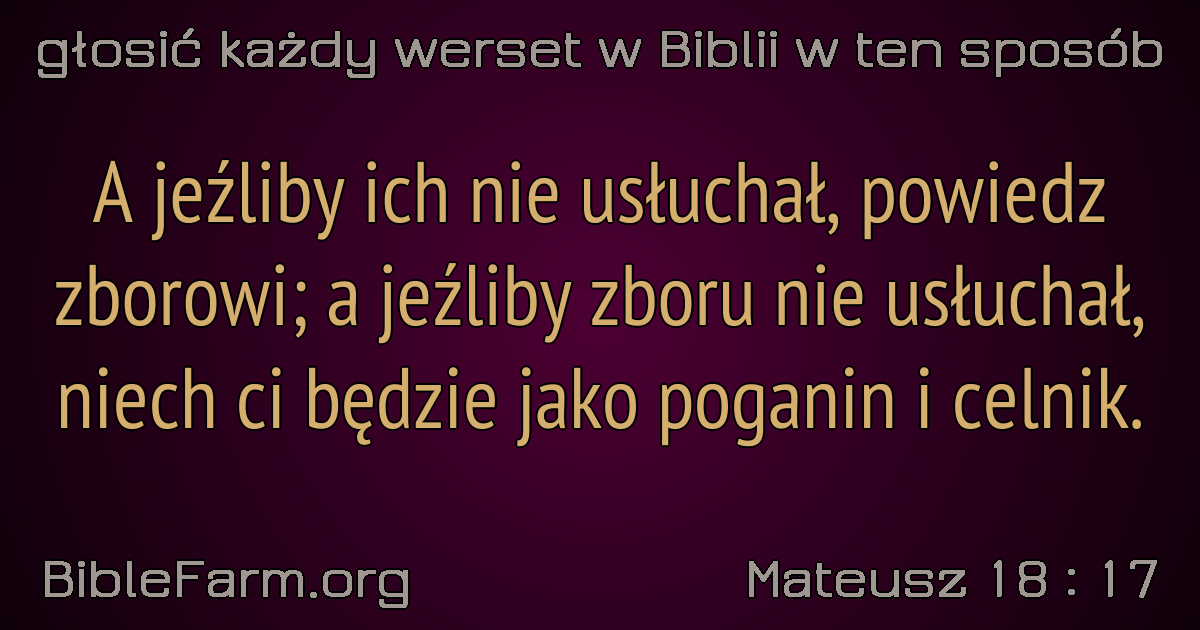 głosić każdy werset w Biblii w ten sposób
A jeźliby ich nie usłuchał, powiedz
zborowi; a jeźliby zboru nie usłuchał,
niech ci będzie jako poganin i celnik.
BibleFarm.org
Mateusz 18 : 17